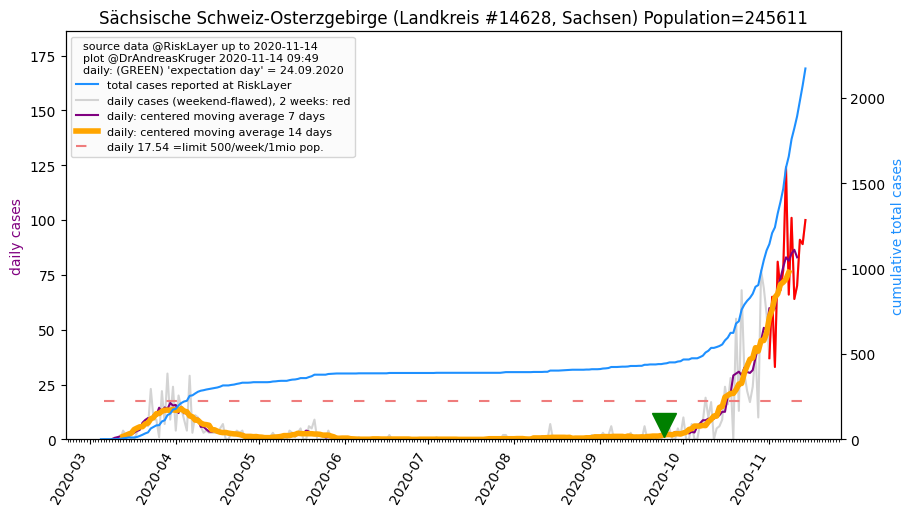 Sächsische Schweiz-Osterzgebirge (Landkreis #14628, Sachsen) Population=245611
source data @RiskLayer up to 2020-11-14
plot @DrAndreasKruger 2020-11-14 09:49
daily: (GREEN) 'expectation day' = 24.09.2020
total cases reported at RiskLayer
daily cases (weekend-flawed), 2 weeks: red
daily: centered moving average 7 days
daily: centered moving average 14 days
daily 17.54 =limit 500/week/1mio pop.
daily cases
175
150
125
100
75
50
25
0
cumulative total cases
2000
1500
1000
500
0
2020-03
2020-04
2020-05
2020-06
2020-07
2020-08
2020-09
2020-10
2020-11